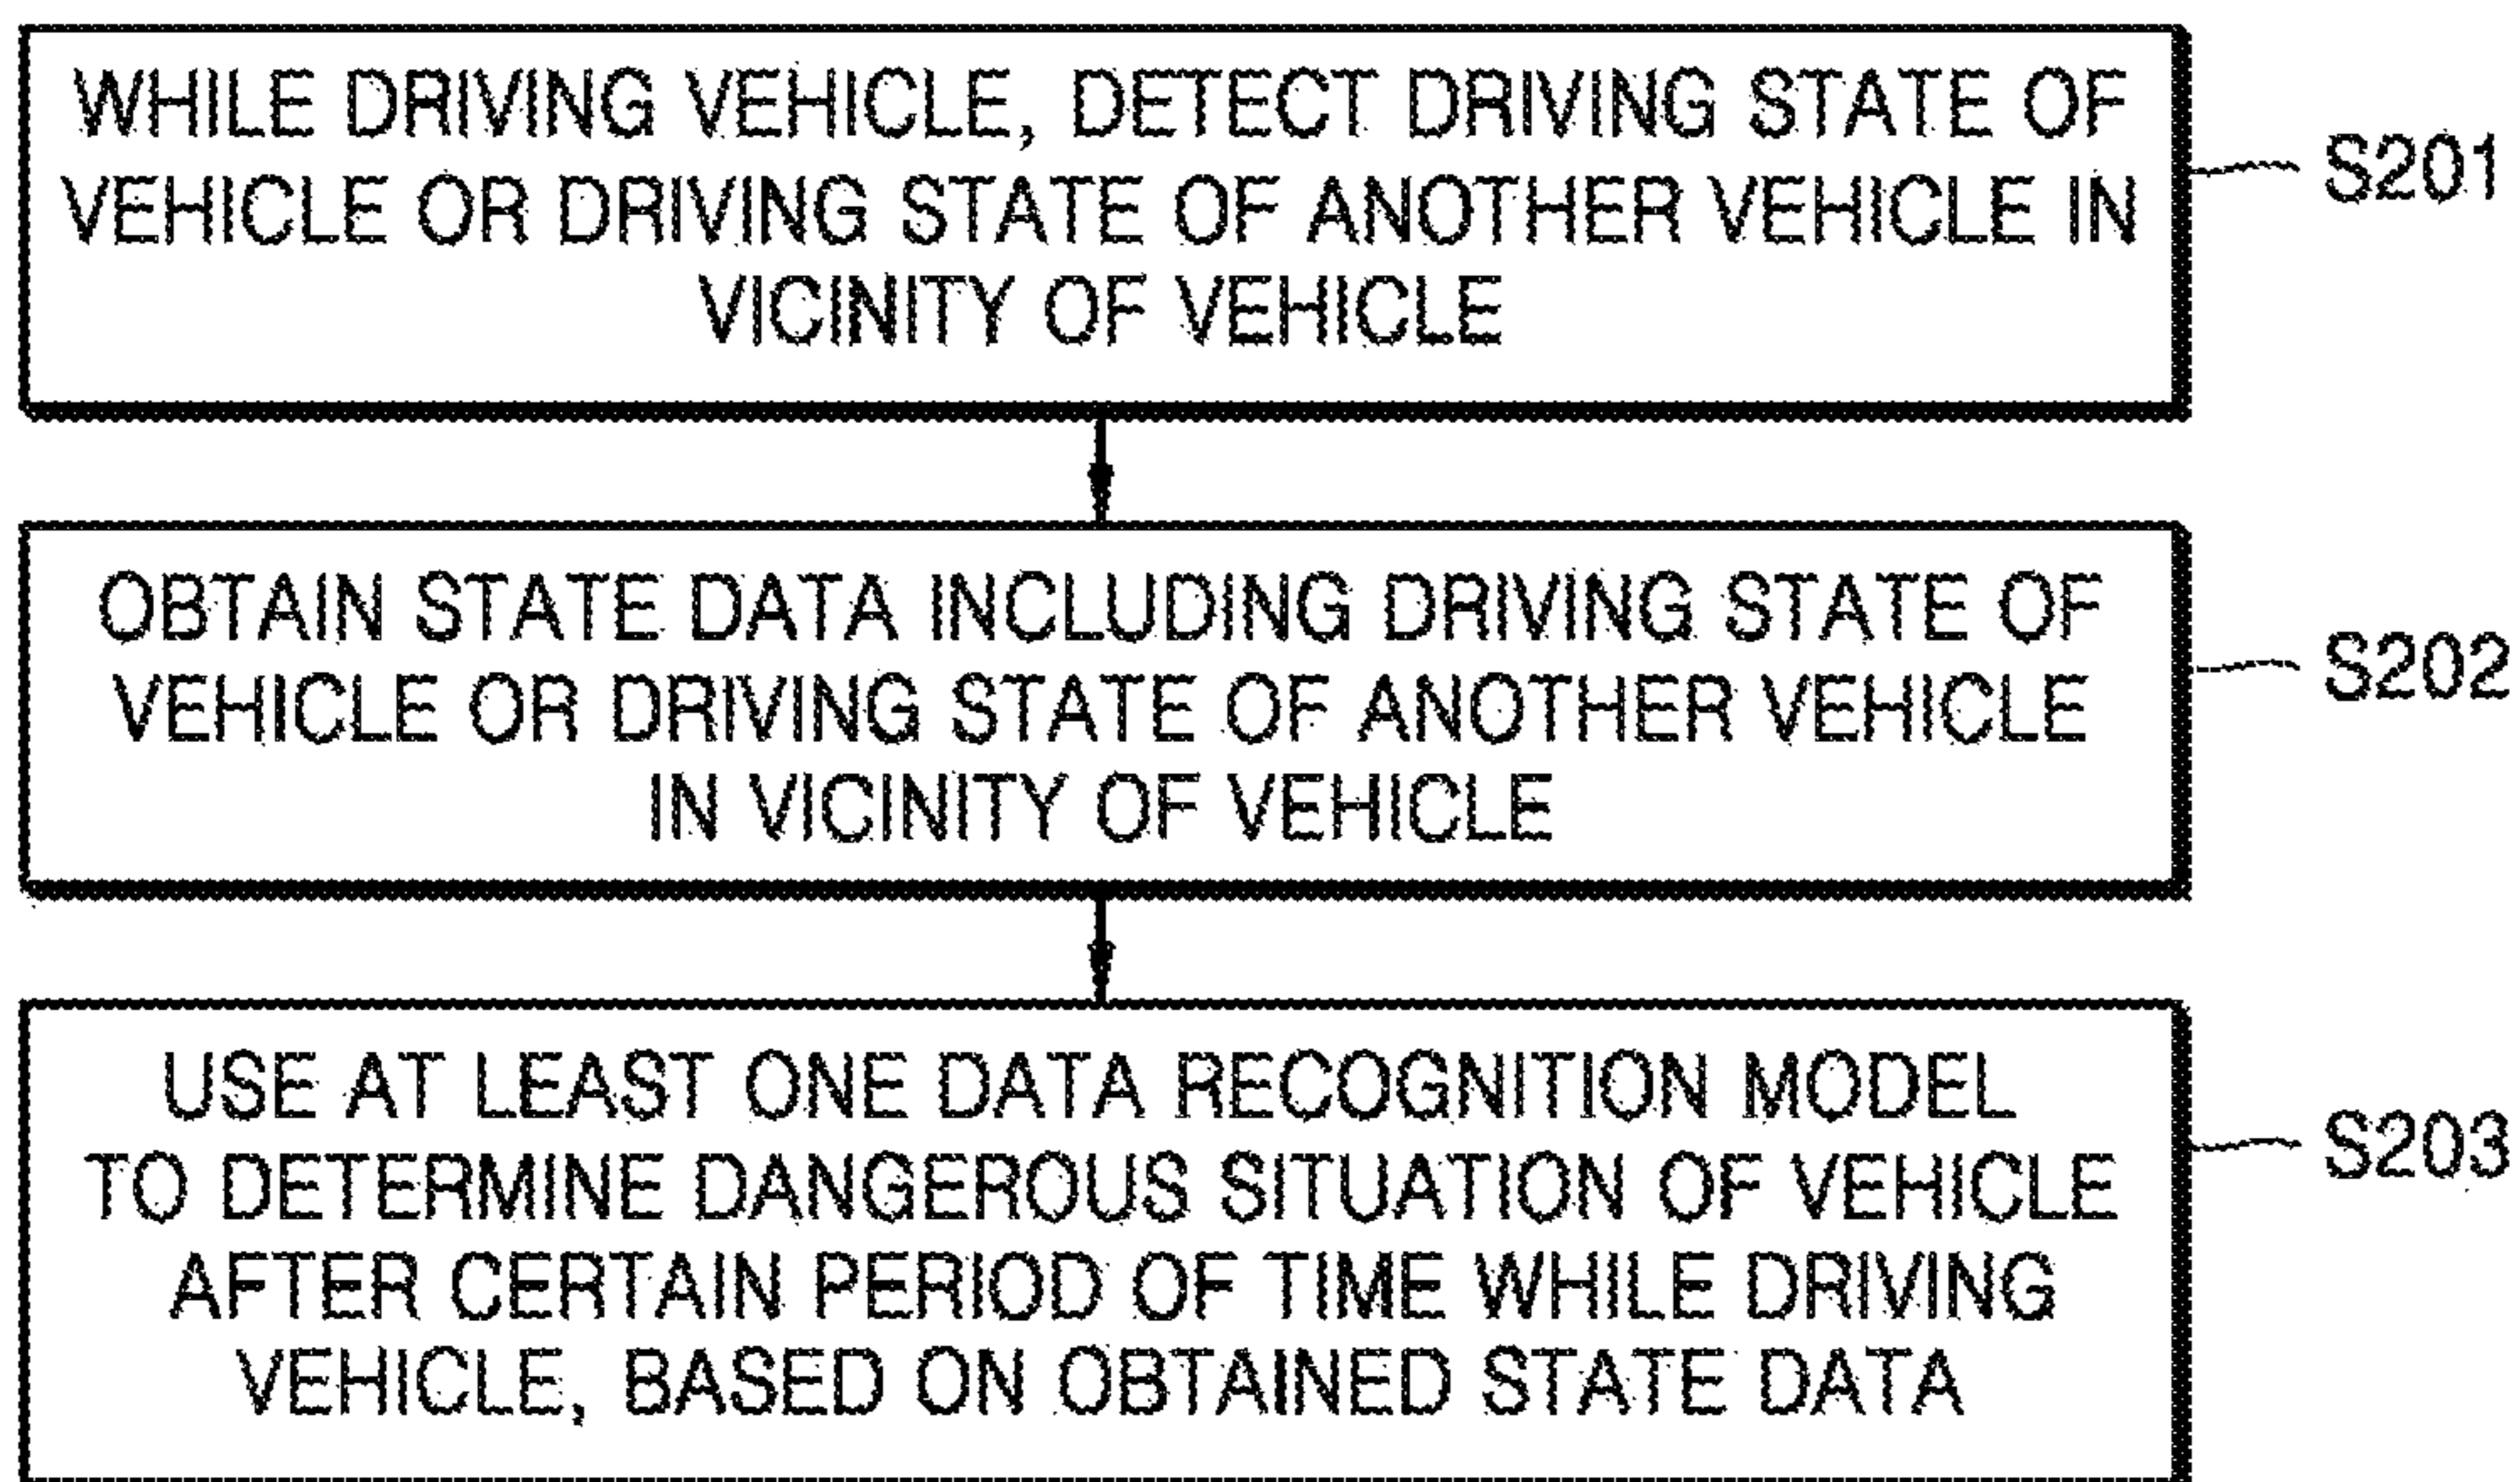 WHILE DRIVING VEHICLE, DETECT DRIVING STATE OF
VEHICLE OR DRIVING STATE OF ANOTHER VEHICLE IN
VICINITY OF VEHICLE
S201
OBTAIN STATE DATA INCLUDING DRIVING STATE OF
VEHICLE OR DRIVING STATE OF ANOTHER VEHICLE
IN VICINITY OF VEHICLE
S202
USE AT LEAST ONE DATA RECOGNITION MODEL
TO DETERMINE DANGEROUS SITUATION OF VEHICLE
AFTER CERTAIN PERIOD OF TIME WHILE DRIVING
VEHICLE, BASED ON OBTAINED STATE DATA
S203